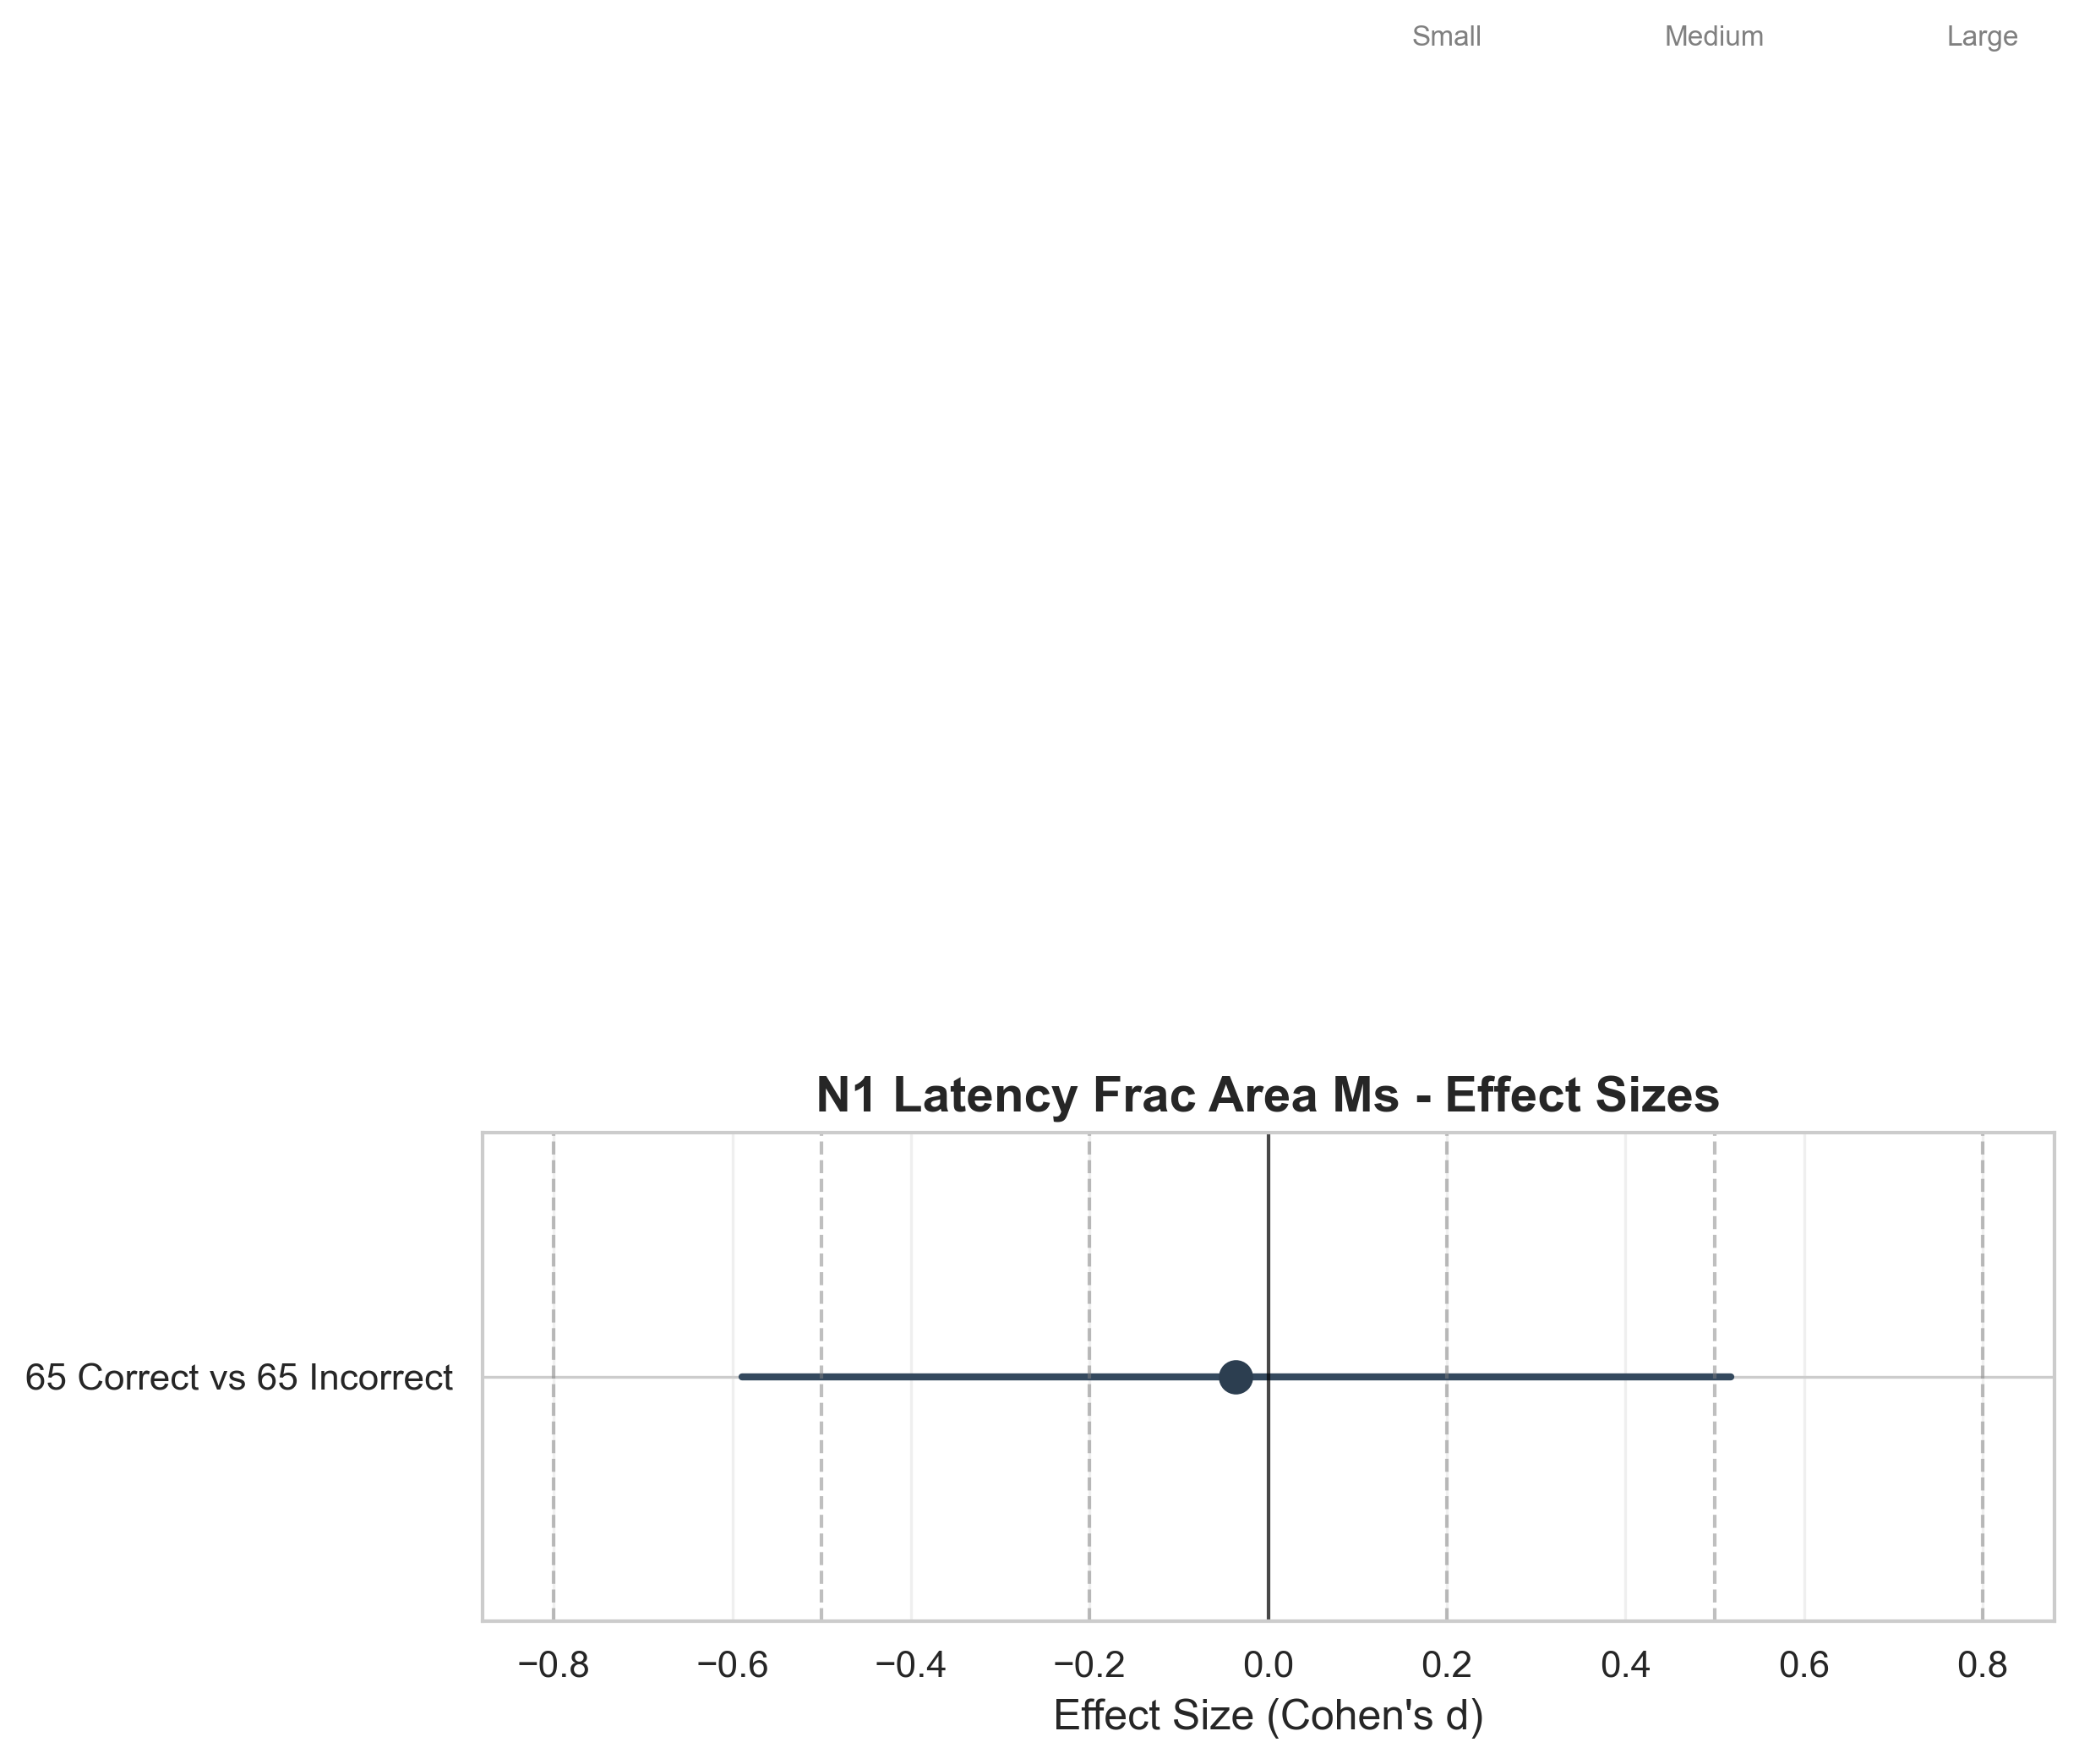 Small Medium Large
N1 Latency Frac Area Ms - Effect Sizes
65 Correct vs 65 Incorrect
−0.8 −0.6 −0.4 −0.2 0.0 0.2 0.4 0.6 0.8
Effect Size (Cohen's d)